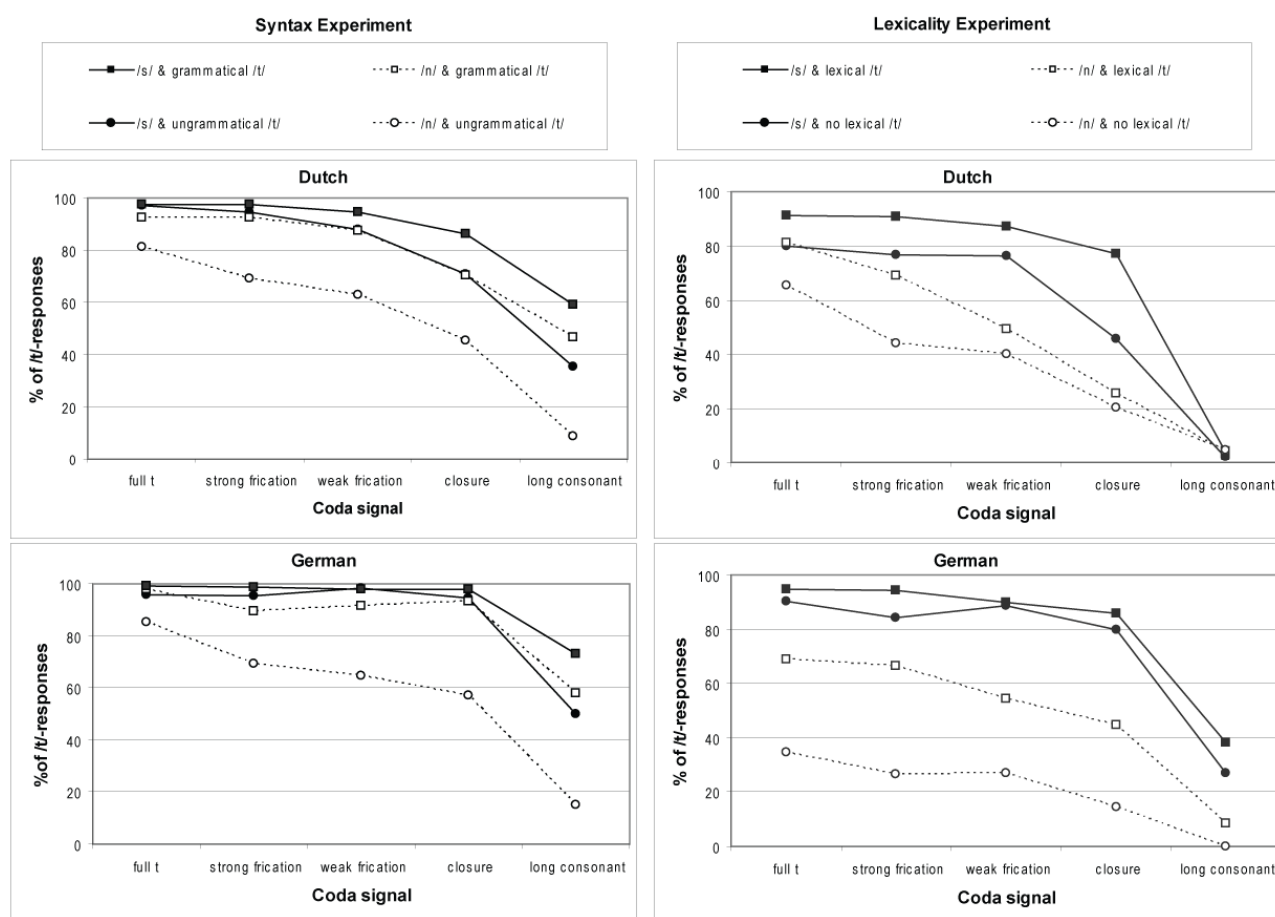 Syntax Experiment
/s/ & grammatical /t/
/n/ & grammatical /t/
/s/ & ungrammatical /t/
/n/ & ungrammatical /t/
Dutch
% of /t/-responses
100
80
60
40
20
0
full t strong frication weak frication closure long consonant
Coda signal
German
%of /t/-responses
100
80
60
40
20
0
full t strong frication weak frication closure long consonant
Coda signal
Lexicality Experiment
/s/ & lexical /t/
/n/ & lexical /t/
/s/ & no lexical /t/
/n/ & no lexical /t/
Dutch
% of /t/-responses
100
80
60
40
20
0
full t strong frication weak frication closure long consonant
Coda signal
German
% of /t/-responses
100
80
60
40
20
0
full t strong frication weak frication closure long consonant
Coda signal